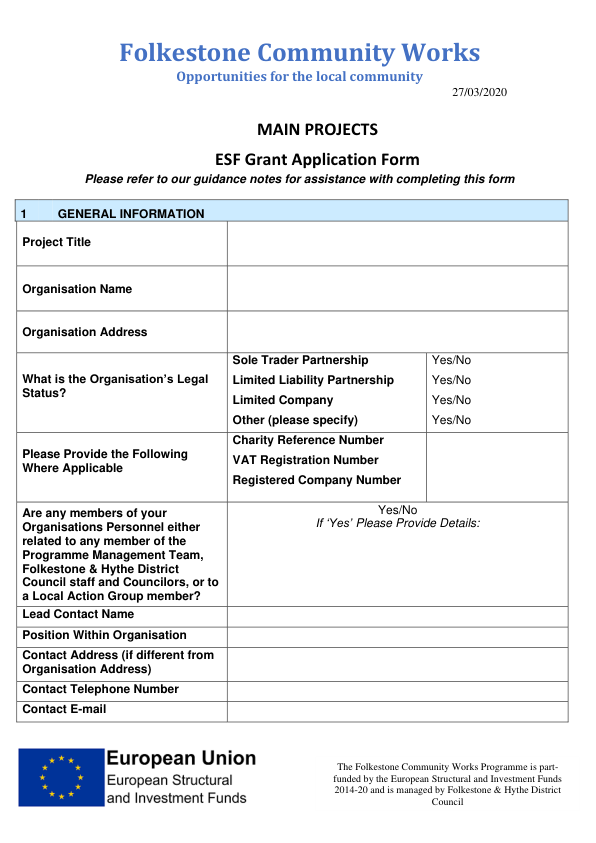 Folkestone Community Works
Opportunities for the local community
27/03/2020
MAIN PROJECTS
ESF Grant Application Form
Please refer to our guidance notes for assistance with completing this form
1 GENERAL INFORMATION
Project Title
Organisation Name
Organisation Address
What is the Organisation’s Legal
Status?
Sole Trader Partnership Yes/No
Limited Liability Partnership Yes/No
Limited Company Yes/No
Other (please specify) Yes/No
Please Provide the Following
Where Applicable
Charity Reference Number
VAT Registration Number
Registered Company Number
Are any members of your
Organisations Personnel either
related to any member of the
Programme Management Team,
Folkestone & Hythe District
Council staff and Councilors, or to
a Local Action Group member?
Yes/No
If ‘Yes’ Please Provide Details:
Lead Contact Name
Position Within Organisation
Contact Address (if different from
Organisation Address)
Contact Telephone Number
Contact E-mail
European Union
European Structural
and Investment Funds
The Folkestone Community Works Programme is part-
funded by the European Structural and Investment Funds
2014-20 and is managed by Folkestone & Hythe District
Council